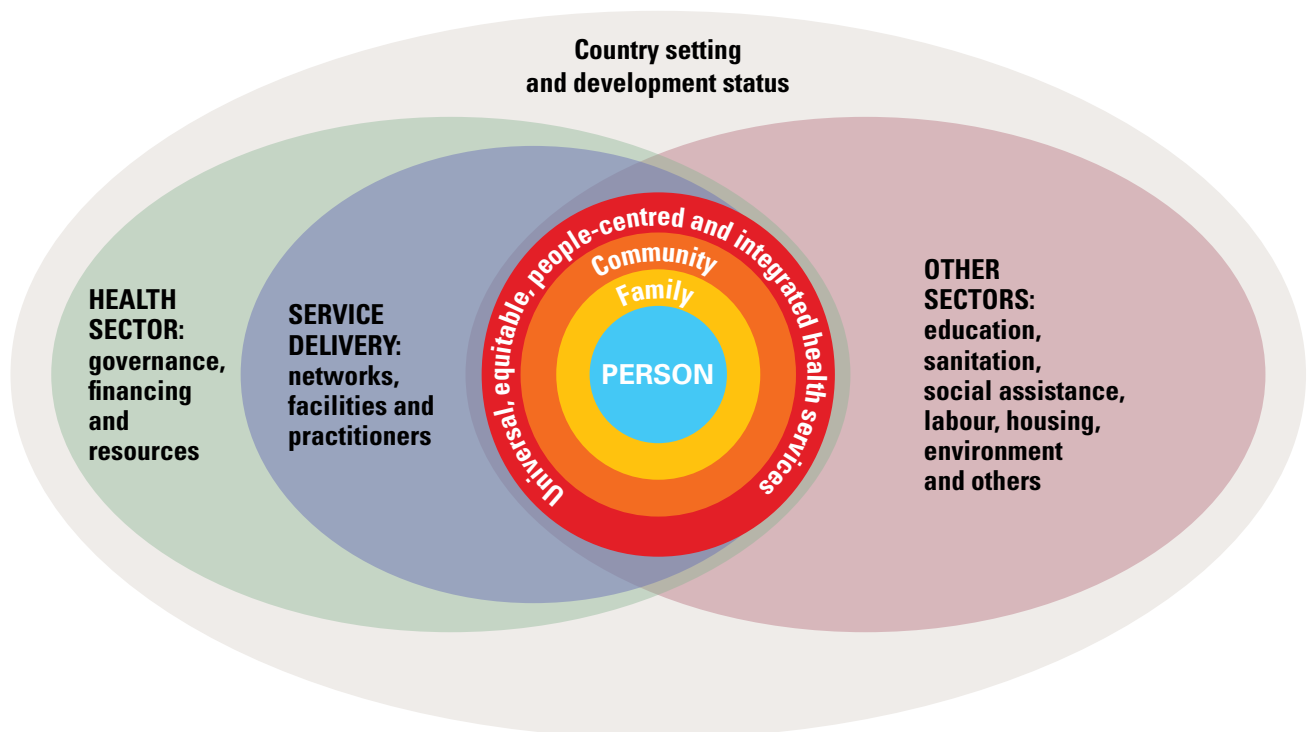 Country setting
and development status
HEALTH
SECTOR:
governance,
financing
and
resources
SERVICE
DELIVERY:
networks,
facilities and
practitioners
Universal, equitable, people-centred and integrated health services
Community
Family
PERSON
OTHER
SECTORS:
education,
sanitation,
social assistance,
labour, housing,
environment
and others